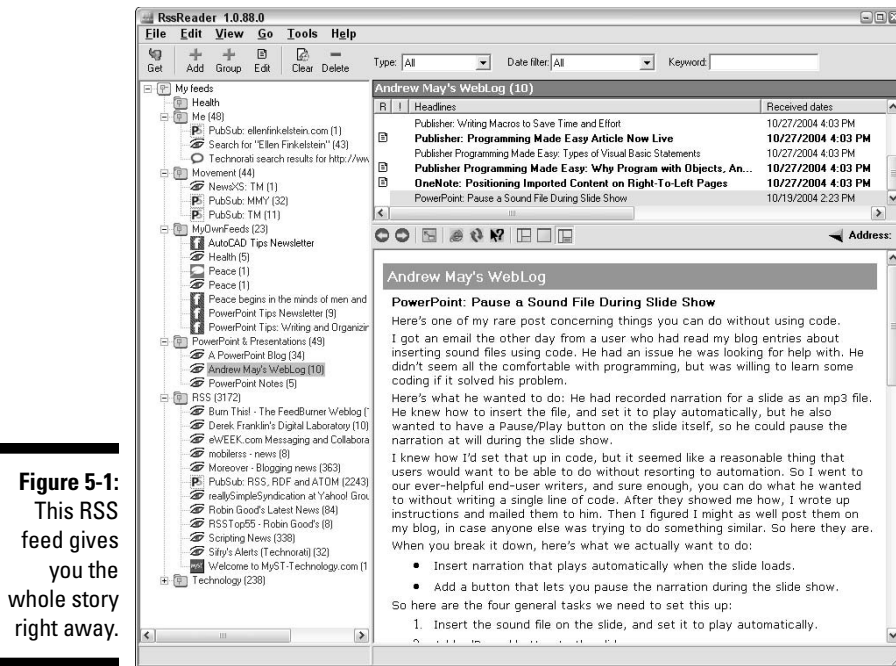 RssReader 1.0.88.0
File Edit View Go Tools Help
Get Add Group Edit Clear Delete Type: All Date filter: All Keyword:
My feeds
Health
Me (48)
PubSub: ellenfinkelstein.com (1)
Search for "Ellen Finkelstein" (43)
Technorati search results for http://ww
Movement (44)
NewsXS: TM (1)
PubSub: MMY (32)
PubSub: TM (11)
MyOwnFeeds (23)
AutoCAD Tips Newsletter
Health (5)
Peace (1)
Peace (1)
Peace begins in the minds of men and
PowerPoint Tips Newsletter (9)
PowerPoint Tips: Writing and Organizin
PowerPoint & Presentations (49)
A PowerPoint Blog (34)
Andrew May's WebLog (10)
PowerPoint Notes (5)
RSS (3172)
Burn This! - The FeedBurner Weblog (
Derek Franklin's Digital Laboratory (10)
eWEEK.com Messaging and Collabora
mobilerss - news (8)
Moreover - Blogging news (363)
PubSub: RSS, RDF and ATOM (2243)
reallySimpleSyndication at Yahoo! Grou
Robin Good's Latest News (84)
RSSTop55 - Robin Good's (8)
Scripting News (338)
Sifry's Alerts (Technorati) (32)
Welcome to MyST-Technology.com (1
Technology (238)
Andrew May's WebLog (10)
R ! Headlines Received dates
Publisher: Writing Macros to Save Time and Effort 10/27/2004 4:03 PM
Publisher: Programming Made Easy Article Now Live 10/27/2004 4:03 PM
Publisher Programming Made Easy: Types of Visual Basic Statements 10/27/2004 4:03 PM
Publisher Programming Made Easy: Why Program with Objects, An... 10/27/2004 4:03 PM
OneNote: Positioning Imported Content on Right-To-Left Pages 10/27/2004 4:03 PM
PowerPoint: Pause a Sound File During Slide Show 10/19/2004 2:23 PM
Address:
Andrew May's WebLog
PowerPoint: Pause a Sound File During Slide Show
Here's one of my rare post concerning things you can do without using code.
I got an email the other day from a user who had read my blog entries about
inserting sound files using code. He had an issue he was looking for help with. He
didn't seem all the comfortable with programming, but was willing to learn some
coding if it solved his problem.
Here's what he wanted to do: He had recorded narration for a slide as an mp3 file.
He knew how to insert the file, and set it to play automatically, but he also
wanted to have a Pause/Play button on the slide itself, so he could pause the
narration at will during the slide show.
I knew how I'd set that up in code, but it seemed like a reasonable thing that
users would want to be able to do without resorting to automation. So I went to
our ever-helpful end-user writers, and sure enough, you can do what he wanted
to without writing a single line of code. After they showed me how, I wrote up
instructions and mailed them to him. Then I figured I might as well post them on
my blog, in case anyone else was trying to do something similar. So here they are.
When you break it down, here's what we actually want to do:
• Insert narration that plays automatically when the slide loads.
• Add a button that lets you pause the narration during the slide show.
So here are the four general tasks we need to set this up:
1. Insert the sound file on the slide, and set it to play automatically.
Figure 5-1:
This RSS
feed gives
you the
whole story
right away.